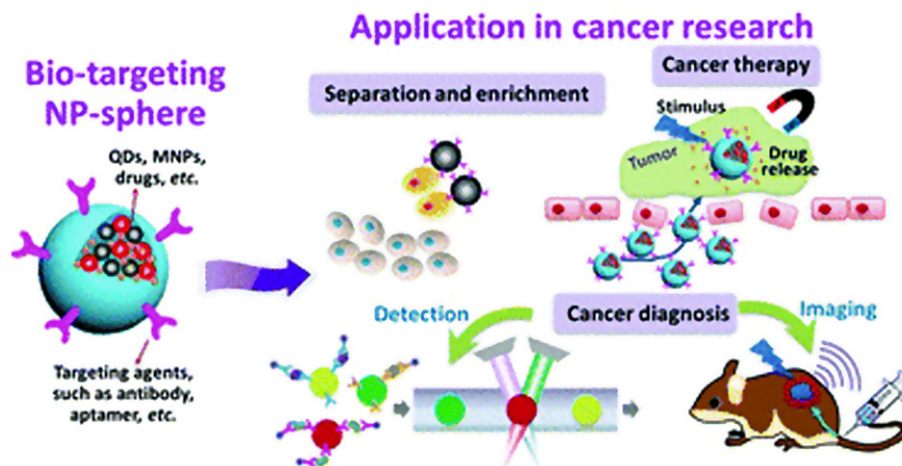 Application in cancer research
Bio-targeting
NP-sphere
QDs, MNPs,
drugs, etc.
Targeting agents,
such as antibody,
aptamer, etc.
Separation and enrichment
Cancer therapy
Stimulus
Tumor
Drug
release
Cancer diagnosis
Detection
Imaging